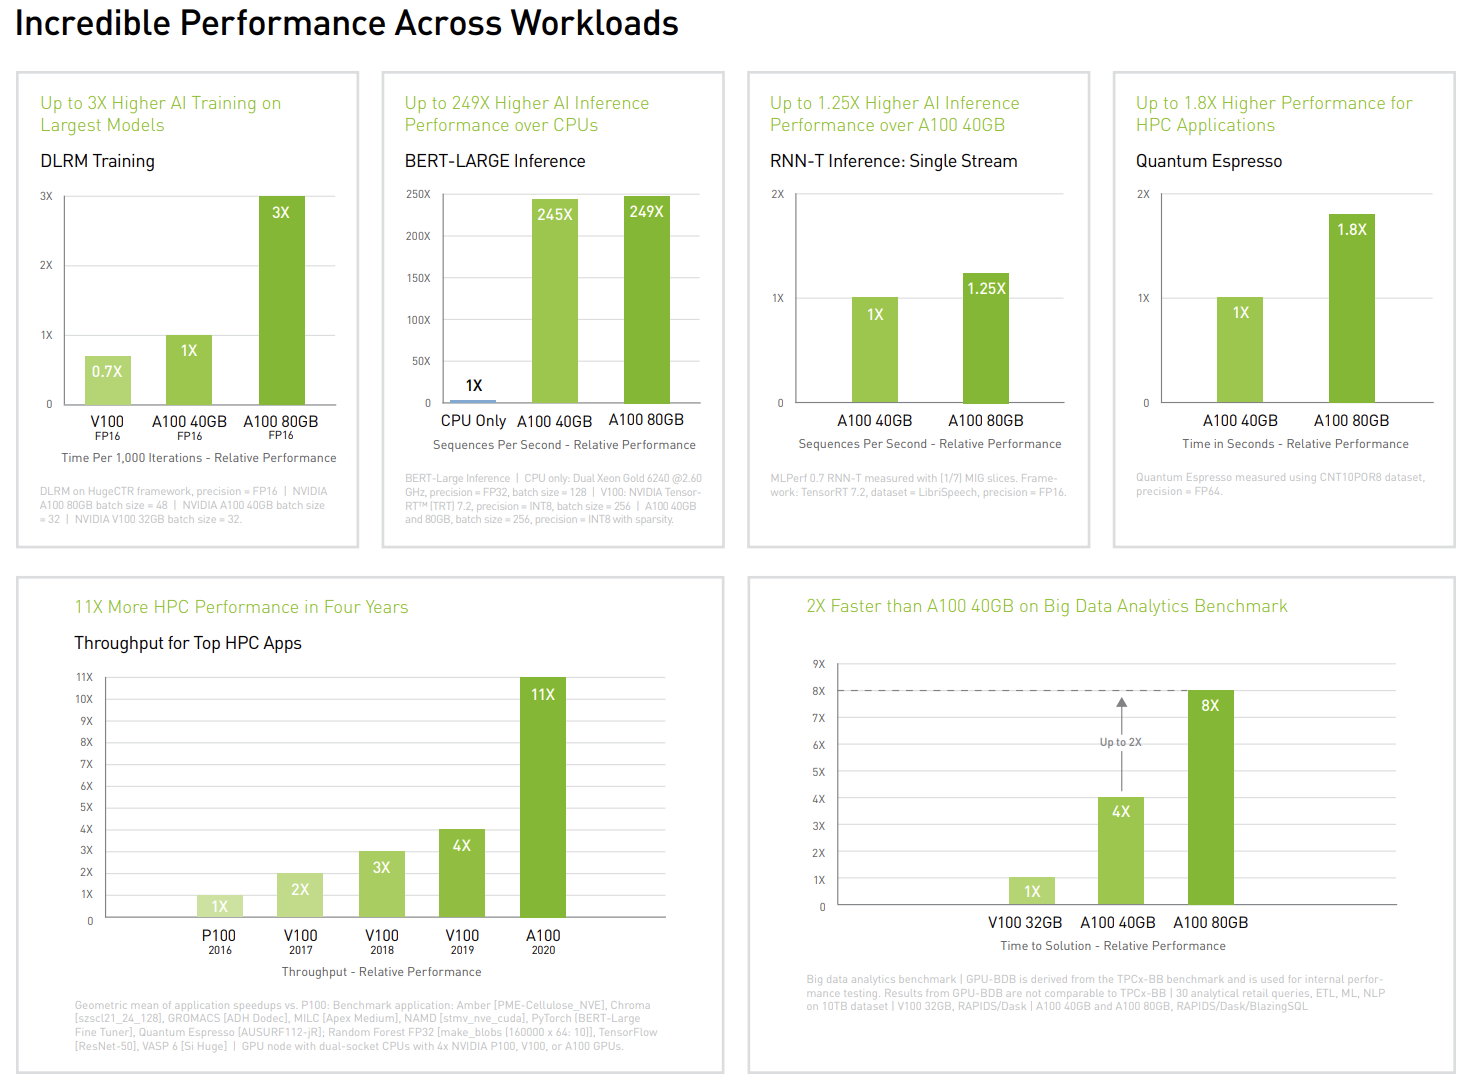 Incredible Performance Across Workloads
Up to 3X Higher AI Training on
Largest Models
DLRM Training
3X
2X
1X
0
0.7X
1X
3X
V100
FP16
A100 40GB
FP16
A100 80GB
FP16
Time Per 1,000 Iterations - Relative Performance
DLRM on HugeCTR framework, precision = FP16 | NVIDIA
A100 80GB batch size = 48 | NVIDIA A100 40GB batch size
= 32 | NVIDIA V100 32GB batch size = 32.
Up to 249X Higher AI Inference
Performance over CPUs
BERT-LARGE Inference
250X
200X
150X
100X
50X
0
1X
245X
249X
CPU Only
A100 40GB
A100 80GB
Sequences Per Second - Relative Performance
BERT-Large Inference | CPU only: Dual Xeon Gold 6240 @2.60
GHz, precision = FP32, batch size = 128 | V100: NVIDIA Tensor-
RT™ (TRT) 7.2, precision = INT8, batch size = 256 | A100 40GB
and 80GB, batch size = 256, precision = INT8 with sparsity.
Up to 1.25X Higher AI Inference
Performance over A100 40GB
RNN-T Inference: Single Stream
2X
1X
0
1X
1.25X
A100 40GB
A100 80GB
Sequences Per Second - Relative Performance
MLPerf 0.7 RNN-T measured with (1/7) MIG slices. Frame-
work: TensorRT 7.2, dataset = LibriSpeech, precision = FP16.
Up to 1.8X Higher Performance for
HPC Applications
Quantum Espresso
2X
1X
0
1X
1.8X
A100 40GB
A100 80GB
Time in Seconds - Relative Performance
Quantum Espresso measured using CNT10POR8 dataset,
precision = FP64.
11X More HPC Performance in Four Years
Throughput for Top HPC Apps
11X
10X
9X
8X
7X
6X
5X
4X
3X
2X
1X
0
1X
2X
3X
4X
11X
P100
2016
V100
2017
V100
2018
V100
2019
A100
2020
Throughput - Relative Performance
Geometric mean of application speedups vs. P100: Benchmark application: Amber [PME-Cellulose_NVE], Chroma
[szscl21_24_128], GROMACS [ADH Dodec], MILC [Apex Medium], NAMD [stmv_nve_cuda], PyTorch (BERT-Large
Fine Tuner], Quantum Espresso [AUSURF112-jR]; Random Forest FP32 [make_blobs (160000 x 64: 10)], TensorFlow
[ResNet-50], VASP 6 [Si Huge] | GPU node with dual-socket CPUs with 4x NVIDIA P100, V100, or A100 GPUs.
2X Faster than A100 40GB on Big Data Analytics Benchmark
9X
8X
7X
6X
5X
4X
3X
2X
1X
0
Up to 2X
1X
4X
8X
V100 32GB
A100 40GB
A100 80GB
Time to Solution - Relative Performance
Big data analytics benchmark | GPU-BDB is derived from the TPCx-BB benchmark and is used for internal perfor-
mance testing. Results from GPU-BDB are not comparable to TPCx-BB | 30 analytical retail queries, ETL, ML, NLP
on 10TB dataset | V100 32GB, RAPIDS/Dask | A100 40GB and A100 80GB, RAPIDS/Dask/BlazingSQL